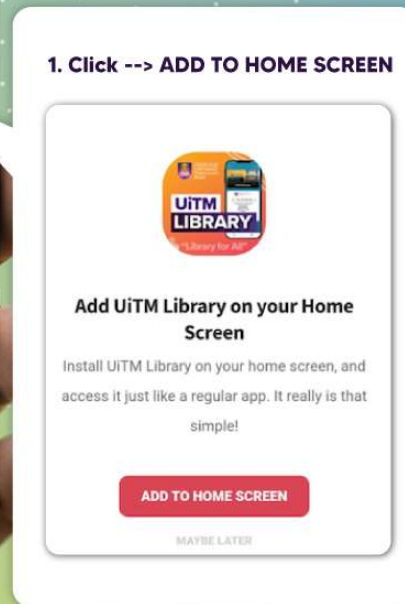 1. Click --> ADD TO HOME SCREEN
UiTM
LIBRARY
"Library for All"
Add UiTM Library on your Home
Screen
Install UiTM Library on your home screen, and
access it just like a regular app. It really is that
simple!
ADD TO HOME SCREEN
MAYBE LATER